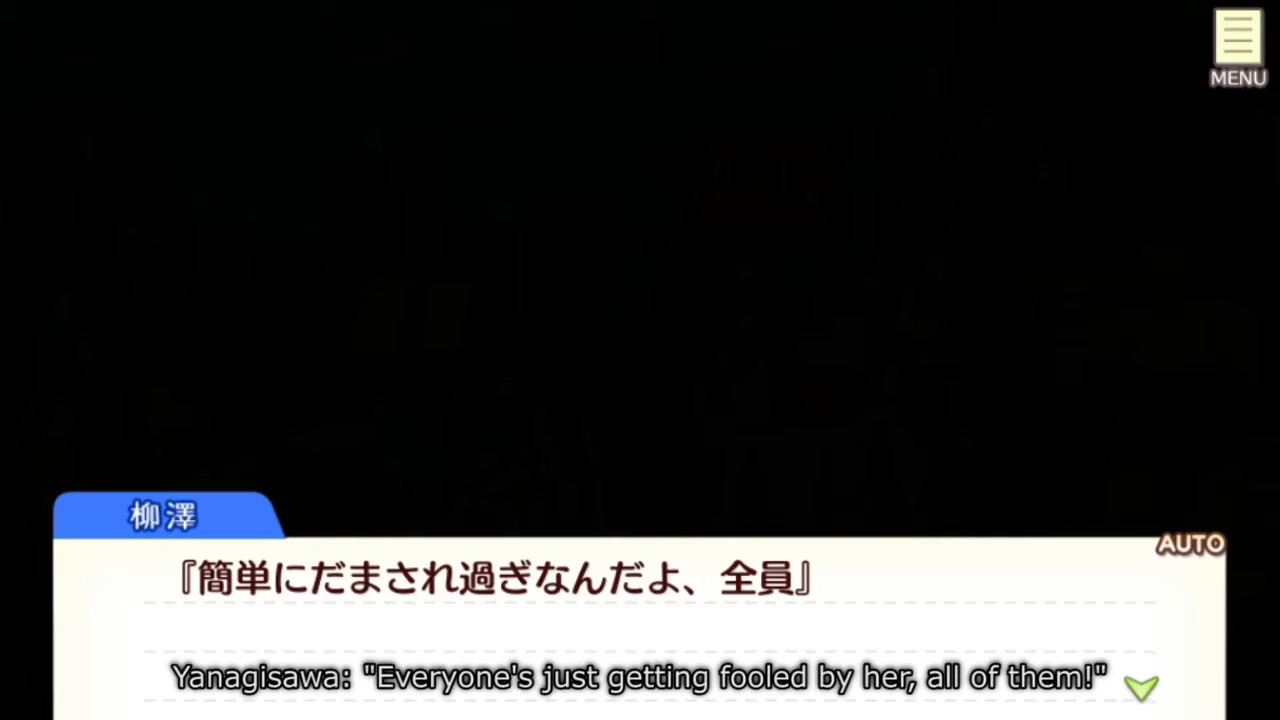 MENU
柳澤
AUTO
『簡単にだまされ過ぎなんだよ、全員』
Yanagisawa: "Everyone's just getting fooled by her, all of them!"